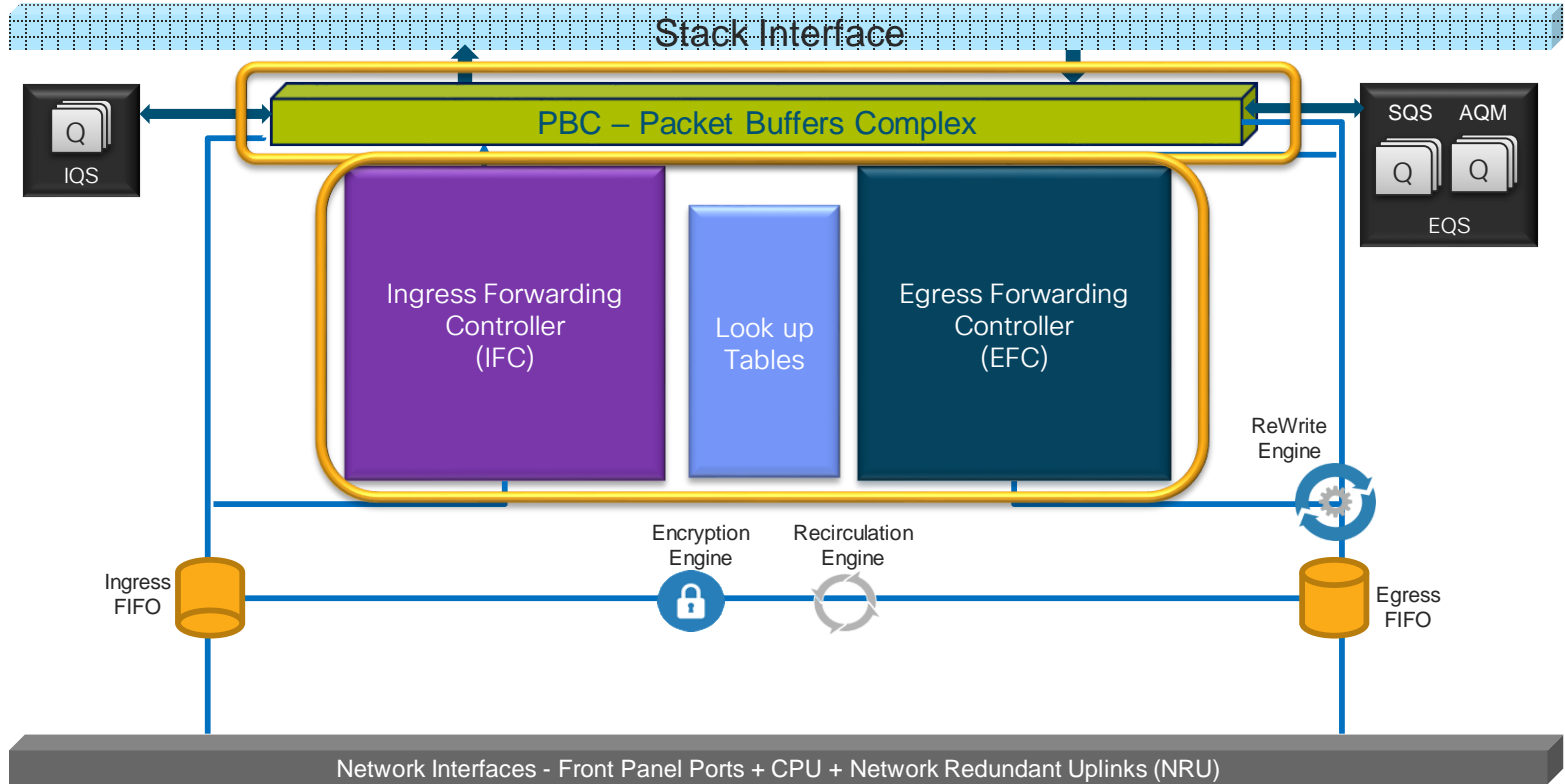 Stack Interface
PBC – Packet Buffers Complex
Q
IQS
SQS AQM
Q Q
EQS
Ingress Forwarding
Controller
(IFC)
Look up
Tables
Egress Forwarding
Controller
(EFC)
ReWrite
Engine
Encryption
Engine
Recirculation
Engine
Ingress
FIFO
Egress
FIFO
Network Interfaces - Front Panel Ports + CPU + Network Redundant Uplinks (NRU)